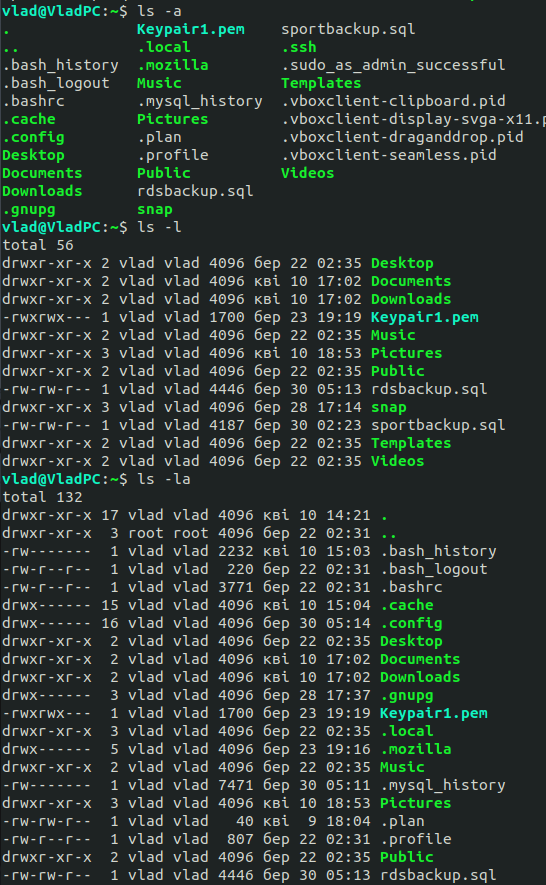 vlad@VladPC:~$ ls -a
.             Keypair1.pem    sportbackup.sql
..            .local          .ssh
.bash_history .mozilla        .sudo_as_admin_successful
.bash_logout  Music           Templates
.bashrc       .mysql_history  .vboxclient-clipboard.pid
.cache        Pictures        .vboxclient-display-svga-x11.p
.config       .plan           .vboxclient-draganddrop.pid
Desktop       .profile        .vboxclient-seamless.pid
Documents     Public          Videos
Downloads     rdsbackup.sql
.gnupg        snap
vlad@VladPC:~$ ls -l
total 56
drwxr-xr-x 2 vlad vlad 4096 бер 22 02:35 Desktop
drwxr-xr-x 2 vlad vlad 4096 кві 10 17:02 Documents
drwxr-xr-x 2 vlad vlad 4096 кві 10 17:02 Downloads
-rwxrwx--- 1 vlad vlad 1700 бер 23 19:19 Keypair1.pem
drwxr-xr-x 2 vlad vlad 4096 бер 22 02:35 Music
drwxr-xr-x 3 vlad vlad 4096 кві 10 18:53 Pictures
drwxr-xr-x 2 vlad vlad 4096 бер 22 02:35 Public
-rw-rw-r-- 1 vlad vlad 4446 бер 30 05:13 rdsbackup.sql
drwxr-xr-x 3 vlad vlad 4096 бер 28 17:14 snap
-rw-rw-r-- 1 vlad vlad 4187 бер 30 02:23 sportbackup.sql
drwxr-xr-x 2 vlad vlad 4096 бер 22 02:35 Templates
drwxr-xr-x 2 vlad vlad 4096 бер 22 02:35 Videos
vlad@VladPC:~$ ls -la
total 132
drwxr-xr-x 17 vlad vlad 4096 кві 10 14:21 .
drwxr-xr-x  3 root root 4096 бер 22 02:31 ..
-rw-------  1 vlad vlad 2232 кві 10 15:03 .bash_history
-rw-r--r--  1 vlad vlad  220 бер 22 02:31 .bash_logout
-rw-r--r--  1 vlad vlad 3771 бер 22 02:31 .bashrc
drwx------ 15 vlad vlad 4096 кві 10 15:04 .cache
drwx------ 16 vlad vlad 4096 бер 30 05:14 .config
drwxr-xr-x  2 vlad vlad 4096 бер 22 02:35 Desktop
drwxr-xr-x  2 vlad vlad 4096 кві 10 17:02 Documents
drwxr-xr-x  2 vlad vlad 4096 кві 10 17:02 Downloads
drwx------  3 vlad vlad 4096 бер 28 17:37 .gnupg
-rwxrwx---  1 vlad vlad 1700 бер 23 19:19 Keypair1.pem
drwxr-xr-x  3 vlad vlad 4096 бер 22 02:35 .local
drwx------  5 vlad vlad 4096 бер 23 19:16 .mozilla
drwxr-xr-x  2 vlad vlad 4096 бер 22 02:35 Music
-rw-------  1 vlad vlad 7471 бер 30 05:11 .mysql_history
drwxr-xr-x  3 vlad vlad 4096 кві 10 18:53 Pictures
-rw-rw-r--  1 vlad vlad   40 кві  9 18:04 .plan
-rw-r--r--  1 vlad vlad  807 бер 22 02:31 .profile
drwxr-xr-x  2 vlad vlad 4096 бер 22 02:35 Public
-rw-rw-r--  1 vlad vlad 4446 бер 30 05:13 rdsbackup.sql